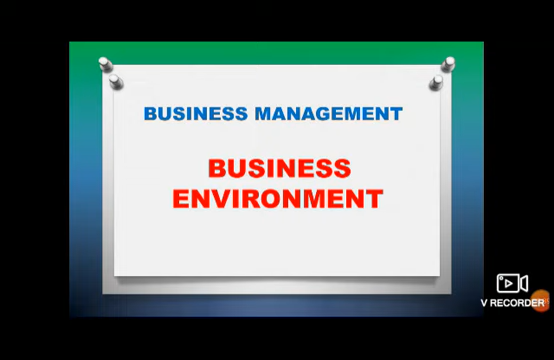 BUSINESS MANAGEMENT
BUSINESS
ENVIRONMENT
V RECORDER